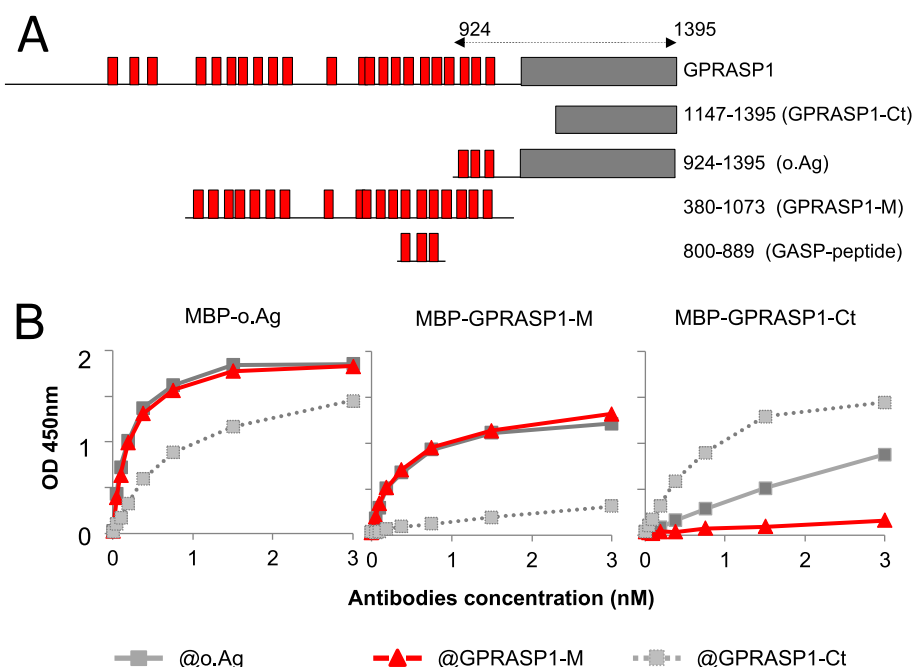 A
924 1395
GPRASP1
1147-1395 (GPRASP1-Ct)
924-1395 (o.Ag)
380-1073 (GPRASP1-M)
800-889 (GASP-peptide)
B
MBP-o.Ag MBP-GPRASP1-M MBP-GPRASP1-Ct
2
1
0
OD 450nm
0 1 2 3 0 1 2 3 0 1 2 3
Antibodies concentration (nM)
@o.Ag @GPRASP1-M @GPRASP1-Ct